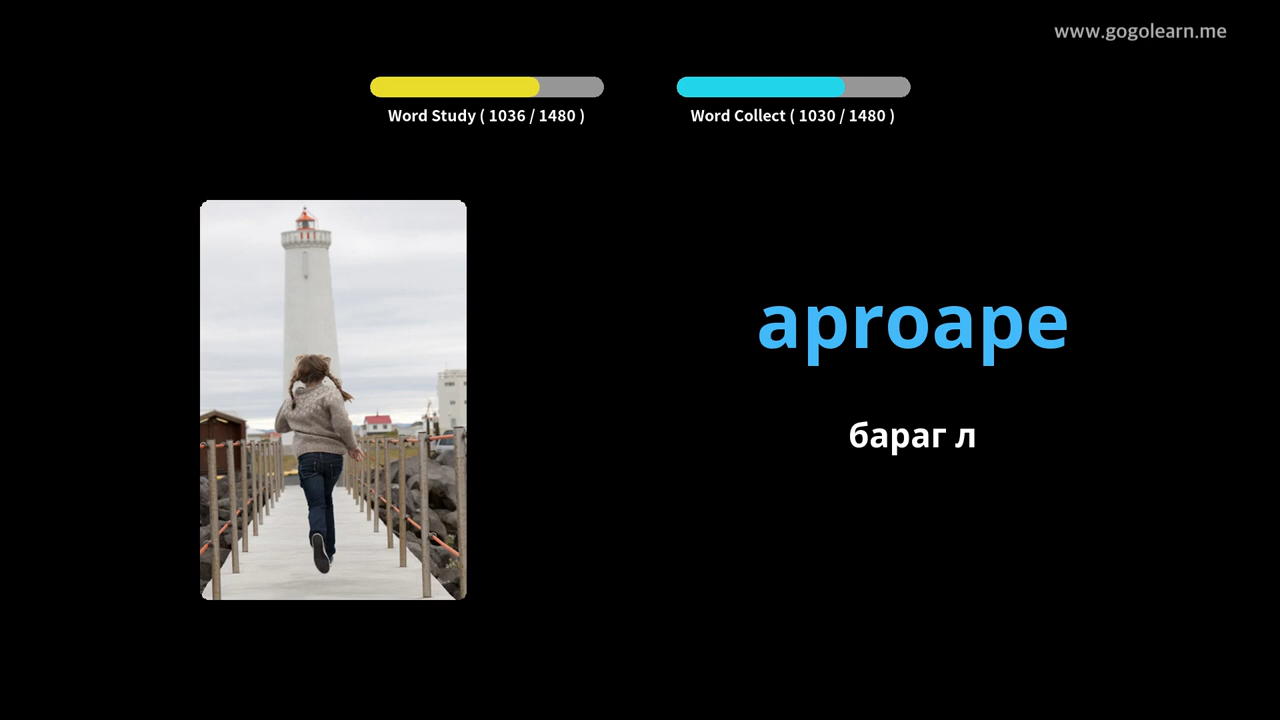 www.gogolearn.me
Word Study ( 1036 / 1480 )
Word Collect ( 1030 / 1480 )
aproape
бараг л